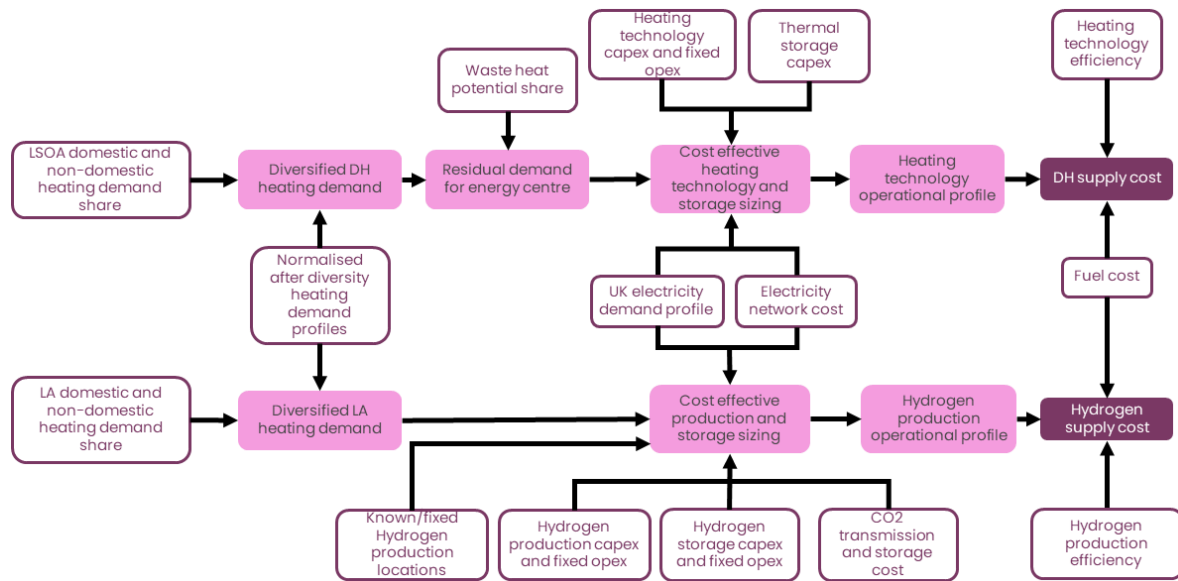 Heating
technology
capex and fixed
opex
Thermal
storage
capex
Heating
technology
efficiency
Waste heat
potential share
LSOA domestic and
non-domestic
heating demand
share
Diversified DH
heating demand
Residual demand
for energy centre
Cost effective
heating
technology and
storage sizing
Heating
technology
operational profile
DH supply cost
Normalised
after diversity
heating
demand
profiles
UK electricity
demand profile
Electricity
network cost
Fuel cost
LA domestic and
non-domestic
heating demand
share
Diversified LA
heating demand
Cost effective
production and
storage sizing
Hydrogen
production
operational profile
Hydrogen
supply cost
Known/fixed
Hydrogen
production
locations
Hydrogen
production capex
and fixed opex
Hydrogen
storage capex
and fixed opex
CO2
transmission
and storage
cost
Hydrogen
production
efficiency